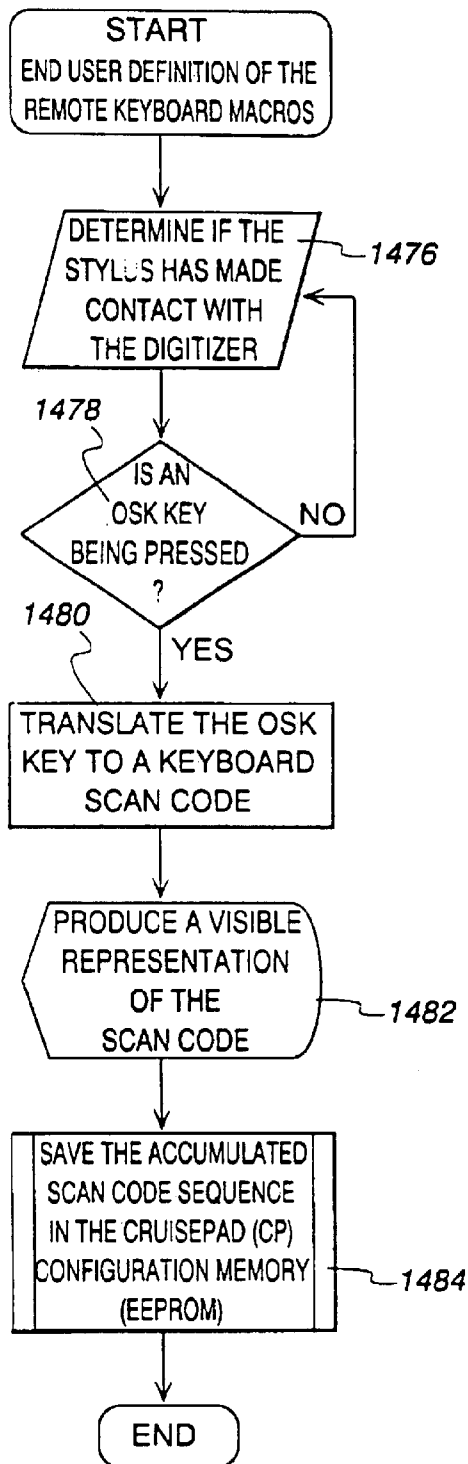 START
END USER DEFINITION OF THE
REMOTE KEYBOARD MACROS
DETERMINE IF THE
STYLUS HAS MADE
CONTACT WITH
THE DIGITIZER
1476
1478
IS AN
OSK KEY
BEING PRESSED
?
NO
1480
YES
TRANSLATE THE OSK
KEY TO A KEYBOARD
SCAN CODE
PRODUCE A VISIBLE
REPRESENTATION
OF THE
SCAN CODE
1482
SAVE THE ACCUMULATED
SCAN CODE SEQUENCE
IN THE CRUISEPAD (CP)
CONFIGURATION MEMORY
(EEPROM)
1484
END